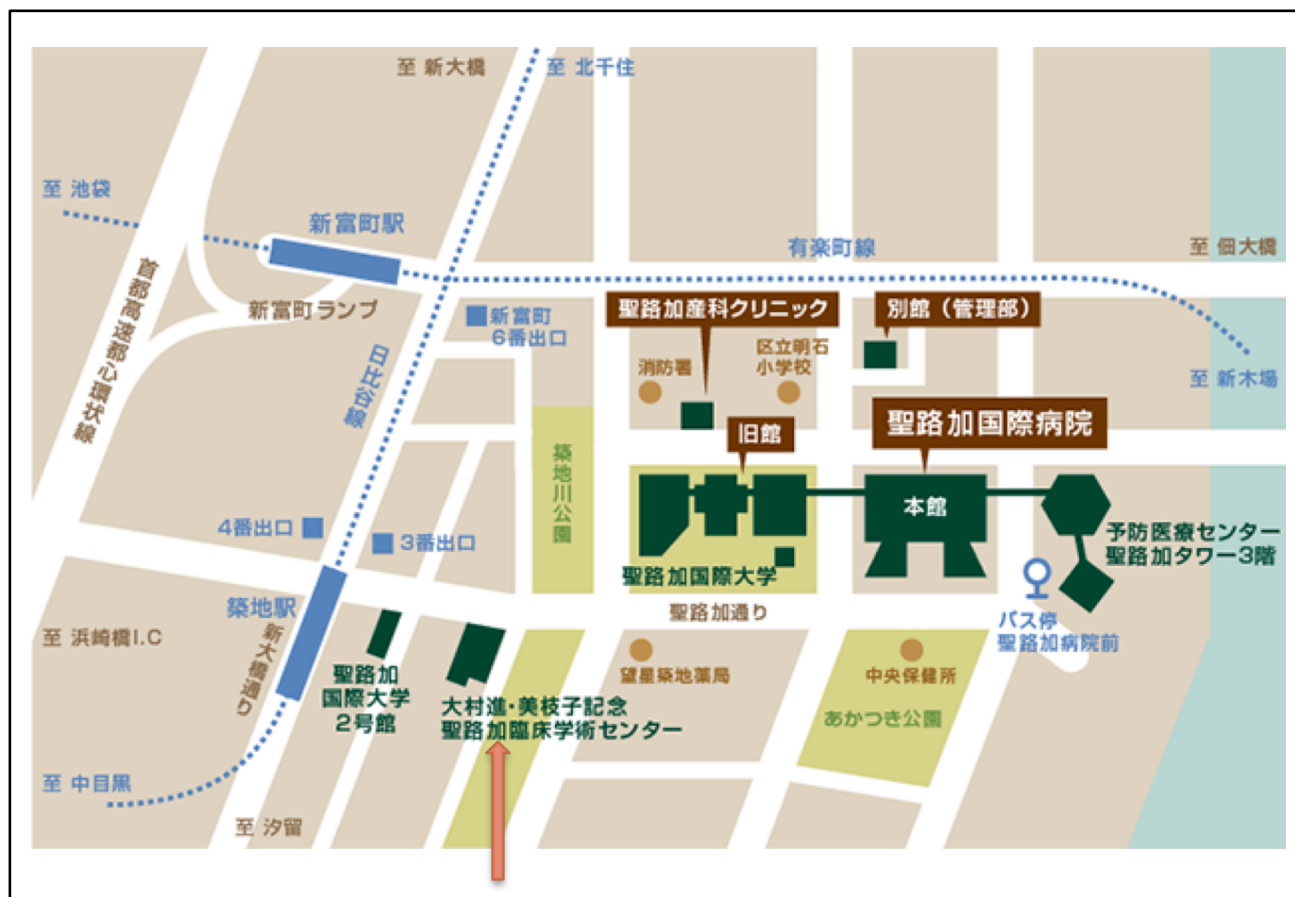 至 新大橋
至 北千住
至 池袋
新富町駅
有楽町線
至 佃大橋
首都高速都心環状線
新富町ランプ
新富町
6番出口
聖路加産科クリニック
別館（管理部）
日比谷線
消防署
区立明石
小学校
至 新木場
旧館
聖路加国際病院
築地川公園
本館
4番出口
3番出口
予防医療センター
聖路加タワー3階
聖路加国際大学
築地駅
聖路加通り
バス停
聖路加病院前
至 浜崎橋I.C
新大橋通り
聖路加
国際大学
2号館
望星築地薬局
中央保健所
大村進・美枝子記念
聖路加臨床学術センター
あかつき公園
至 中目黒
至 汐留